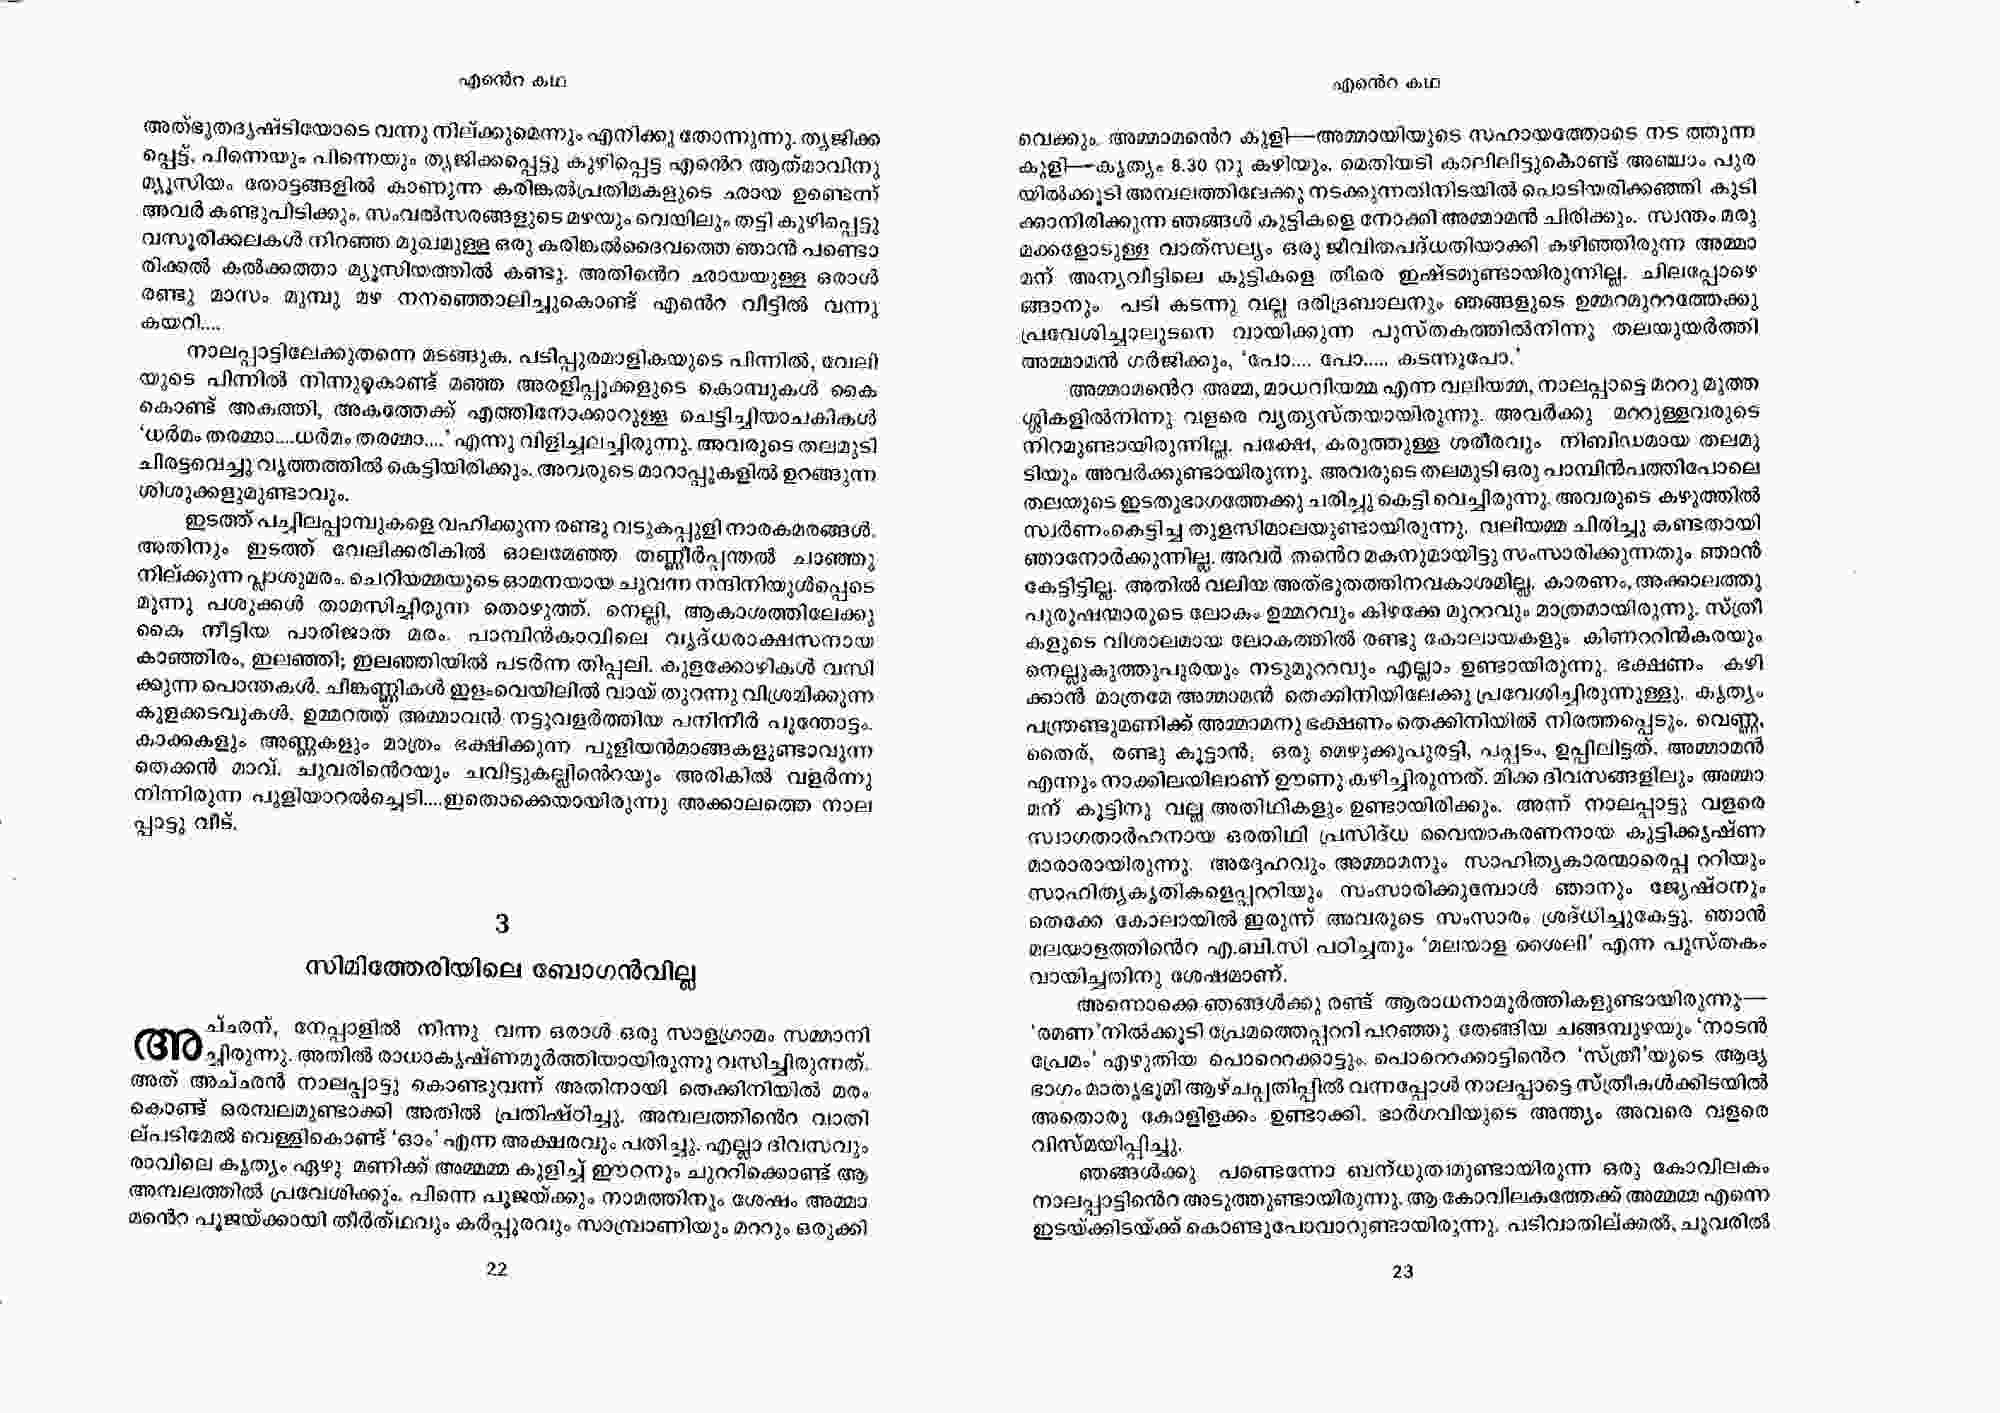 എന്റെ കഥ
അത്ഭുതദൃഷ്ടിയോടെ വന്നു നില്ക്കുമെന്നും എനിക്കു തോന്നുന്നു. ത്യജിക്ക
പ്പെട്ട്, പിന്നെയും പിന്നെയും ത്യജിക്കപ്പെട്ടു കുഴിപ്പെട്ട എന്റെ ആത്മാവിനു
മ്യൂസിയം തോട്ടങ്ങളിൽ കാണുന്ന കരിങ്കൽപ്രതിമകളുടെ ഛായ ഉണ്ടെന്ന്
അവർ കണ്ടുപിടിക്കും. സംവൽസരങ്ങളുടെ മഴയും വെയിലും തട്ടി കുഴിപ്പെട്ടു
വസൂരിക്കലകൾ നിറഞ്ഞ മുഖമുള്ള ഒരു കരിങ്കൽദൈവത്തെ ഞാൻ പണ്ടൊ
രിക്കൽ കൽക്കത്താ മ്യൂസിയത്തിൽ കണ്ടു. അതിന്റെ ഛായയുള്ള ഒരാൾ
രണ്ടു മാസം മുമ്പു മഴ നനഞ്ഞൊലിച്ചുകൊണ്ട് എന്റെ വീട്ടിൽ വന്നു
കയറി....
നാലപ്പാട്ടിലേക്കുതന്നെ മടങ്ങുക. പടിപ്പുരമാളികയുടെ പിന്നിൽ, വേലി
യുടെ പിന്നിൽ നിന്നുകൊണ്ട് മഞ്ഞ അരളിപ്പൂക്കളുടെ കൊമ്പുകൾ കൈ
കൊണ്ട് അകത്തി, അകത്തേക്ക് എത്തിനോക്കാറുള്ള ചെട്ടിച്ചിയാചകികൾ
‘ധർമം തരമ്മാ....ധർമം തരമ്മാ....’ എന്നു വിളിച്ചലച്ചിരുന്നു. അവരുടെ തലമുടി
ചിരട്ടവെച്ചു വൃത്തത്തിൽ കെട്ടിയിരിക്കും. അവരുടെ മാറാപ്പുകളിൽ ഉറങ്ങുന്ന
ശിശുക്കളുമുണ്ടാവും.
ഇടത്ത് പച്ചിലപ്പാമ്പുകളെ വഹിക്കുന്ന രണ്ടു വടുകപ്പുളി നാരകമരങ്ങൾ.
അതിനും ഇടത്ത് വേലിക്കരികിൽ ഓലമേഞ്ഞ തണ്ണീർപ്പന്തൽ ചാഞ്ഞു
നില്ക്കുന്ന പ്ലാശുമരം. ചെറിയമ്മയുടെ ഓമനയായ ചുവന്ന നന്ദിനിയുൾപ്പെടെ
മൂന്നു പശുക്കൾ താമസിച്ചിരുന്ന തൊഴുത്ത്. നെല്ലി, ആകാശത്തിലേക്കു
കൈ നീട്ടിയ പാരിജാത മരം. പാമ്പിൻകാവിലെ വൃദ്ധരാക്ഷസനായ
കാഞ്ഞിരം, ഇലഞ്ഞി; ഇലഞ്ഞിയിൽ പടർന്ന തിപ്പലി. കുളക്കോഴികൾ വസി
ക്കുന്ന പൊന്തകൾ. ചീങ്കണ്ണികൾ ഇളംവെയിലിൽ വായ് തുറന്നു വിശ്രമിക്കുന്ന
കുളക്കടവുകൾ. ഉമ്മറത്ത് അമ്മാവൻ നട്ടുവളർത്തിയ പനിനീർ പൂന്തോട്ടം.
കാക്കകളും അണ്ണകളും മാത്രം ഭക്ഷിക്കുന്ന പുളിയൻമാങ്ങകളുണ്ടാവുന്ന
തെക്കൻ മാവ്. ചുവരിന്റെയും ചവിട്ടുകല്ലിന്റെയും അരികിൽ വളർന്നു
നിന്നിരുന്ന പുളിയാറൽച്ചെടി....ഇതൊക്കെയായിരുന്നു അക്കാലത്തെ നാല
പ്പാട്ടു വീട്.
3
സിമിത്തേരിയിലെ ബോഗൻവില്ല
അച്ഛന്, നേപ്പാളിൽ നിന്നു വന്ന ഒരാൾ ഒരു സാളഗ്രാമം സമ്മാനി
ച്ചിരുന്നു. അതിൽ രാധാകൃഷ്ണമൂർത്തിയായിരുന്നു വസിച്ചിരുന്നത്.
അത് അച്ഛൻ നാലപ്പാട്ടു കൊണ്ടുവന്ന് അതിനായി തെക്കിനിയിൽ മരം
കൊണ്ട് ഒരമ്പലമുണ്ടാക്കി അതിൽ പ്രതിഷ്ഠിച്ചു. അമ്പലത്തിന്റെ വാതി
ല്പടിമേൽ വെള്ളികൊണ്ട് ‘ഓം’ എന്ന അക്ഷരവും പതിച്ചു. എല്ലാ ദിവസവും
രാവിലെ കൃത്യം ഏഴു മണിക്ക് അമ്മമ്മ കുളിച്ച് ഈറനും ചുററിക്കൊണ്ട് ആ
അമ്പലത്തിൽ പ്രവേശിക്കും. പിന്നെ പൂജയ്ക്കും നാമത്തിനും ശേഷം അമ്മാ
മന്റെ പൂജയ്ക്കായി തീർത്ഥവും കർപ്പൂരവും സാമ്പ്രാണിയും മററും ഒരുക്കി
22
എന്റെ കഥ
വെക്കും. അമ്മാമന്റെ കുളി—അമ്മായിയുടെ സഹായത്തോടെ നട ത്തുന്ന
കുളി—കൃത്യം 8.30 നു കഴിയും. മെതിയടി കാലിലിട്ടുകൊണ്ട് അഞ്ചാം പുര
യിൽക്കൂടി അമ്പലത്തിലേക്കു നടക്കുന്നതിനിടയിൽ പൊടിയരിക്കഞ്ഞി കുടി
ക്കാനിരിക്കുന്ന ഞങ്ങൾ കുട്ടികളെ നോക്കി അമ്മാമൻ ചിരിക്കും. സ്വന്തം മരു
മക്കളോടുള്ള വാത്സല്യം ഒരു ജീവിതപദ്ധതിയാക്കി കഴിഞ്ഞിരുന്ന അമ്മാ
മന് അന്യവീട്ടിലെ കുട്ടികളെ തീരെ ഇഷ്ടമുണ്ടായിരുന്നില്ല. ചിലപ്പോഴെ
ങ്ങാനും പടി കടന്നു വല്ല ദരിദ്രബാലനും ഞങ്ങളുടെ ഉമ്മറമുററത്തേക്കു
പ്രവേശിച്ചാലുടനെ വായിക്കുന്ന പുസ്തകത്തിൽനിന്നു തലയുയർത്തി
അമ്മാമൻ ഗർജിക്കും, ‘പോ.... പോ..... കടന്നുപോ.’
അമ്മാമന്റെ അമ്മ, മാധവിയമ്മ എന്ന വലിയമ്മ, നാലപ്പാട്ടെ മററു മുത്ത
ശ്ശികളിൽനിന്നു വളരെ വ്യത്യസ്തയായിരുന്നു. അവർക്കു മററുള്ളവരുടെ
നിറമുണ്ടായിരുന്നില്ല. പക്ഷേ, കരുത്തുള്ള ശരീരവും നിബിഡമായ തലമു
ടിയും അവർക്കുണ്ടായിരുന്നു. അവരുടെ തലമുടി ഒരു പാമ്പിൻപത്തിപോലെ
തലയുടെ ഇടതുഭാഗത്തേക്കു ചരിച്ചു കെട്ടി വെച്ചിരുന്നു. അവരുടെ കഴുത്തിൽ
സ്വർണംകെട്ടിച്ച തുളസിമാലയുണ്ടായിരുന്നു. വലിയമ്മ ചിരിച്ചു കണ്ടതായി
ഞാനോർക്കുന്നില്ല. അവർ തന്റെ മകനുമായിട്ടു സംസാരിക്കുന്നതും ഞാൻ
കേട്ടിട്ടില്ല. അതിൽ വലിയ അത്ഭുതത്തിനവകാശമില്ല. കാരണം, അക്കാലത്തു
പുരുഷന്മാരുടെ ലോകം ഉമ്മറവും കിഴക്കേ മുററവും മാത്രമായിരുന്നു. സ്ത്രീ
കളുടെ വിശാലമായ ലോകത്തിൽ രണ്ടു കോലായകളും കിണററിൻകരയും
നെല്ലുകുത്തുപുരയും നടുമുററവും എല്ലാം ഉണ്ടായിരുന്നു. ഭക്ഷണം കഴി
ക്കാൻ മാത്രമേ അമ്മാമൻ തെക്കിനിയിലേക്കു പ്രവേശിച്ചിരുന്നുള്ളു. കൃത്യം
പന്ത്രണ്ടുമണിക്ക് അമ്മാമനു ഭക്ഷണം തെക്കിനിയിൽ നിരത്തപ്പെടും. വെണ്ണ,
തൈര്, രണ്ടു കൂട്ടാൻ, ഒരു മെഴുക്കുപുരട്ടി, പപ്പടം, ഉപ്പിലിട്ടത്. അമ്മാമൻ
എന്നും നാക്കിലയിലാണ് ഊണു കഴിച്ചിരുന്നത്. മിക്ക ദിവസങ്ങളിലും അമ്മാ
മന് കൂട്ടിനു വല്ല അതിഥികളും ഉണ്ടായിരിക്കും. അന്ന് നാലപ്പാട്ടു വളരെ
സ്വാഗതാർഹനായ ഒരതിഥി പ്രസിദ്ധ വൈയാകരണനായ കുട്ടിക്കൃഷ്ണ
മാരാരായിരുന്നു. അദ്ദേഹവും അമ്മാമനും സാഹിത്യകാരന്മാരെപ്പ ററിയും
സാഹിത്യകൃതികളെപ്പററിയും സംസാരിക്കുമ്പോൾ ഞാനും ജ്യേഷ്ഠനും
തെക്കേ കോലായിൽ ഇരുന്ന് അവരുടെ സംസാരം ശ്രദ്ധിച്ചുകേട്ടു. ഞാൻ
മലയാളത്തിന്റെ എ.ബി.സി പഠിച്ചതും ‘മലയാള ശൈലി’ എന്ന പുസ്തകം
വായിച്ചതിനു ശേഷമാണ്.
അന്നൊക്കെ ഞങ്ങൾക്കു രണ്ട് ആരാധനാമൂർത്തികളുണ്ടായിരുന്നു—
‘രമണ’നിൽക്കൂടി പ്രേമത്തെപ്പററി പറഞ്ഞു തേങ്ങിയ ചങ്ങമ്പുഴയും ‘നാടൻ
പ്രേമം’ എഴുതിയ പൊറെറക്കാട്ടും. പൊറെറക്കാട്ടിന്റെ ‘സ്ത്രീ’യുടെ ആദ്യ
ഭാഗം മാതൃഭൂമി ആഴ്ചപ്പതിപ്പിൽ വന്നപ്പോൾ നാലപ്പാട്ടെ സ്ത്രീകൾക്കിടയിൽ
അതൊരു കോളിളക്കം ഉണ്ടാക്കി. ഭാർഗവിയുടെ അന്ത്യം അവരെ വളരെ
വിസ്മയിപ്പിച്ചു.
ഞങ്ങൾക്കു പണ്ടെന്നോ ബന്ധുത്വമുണ്ടായിരുന്ന ഒരു കോവിലകം
നാലപ്പാട്ടിന്റെ അടുത്തുണ്ടായിരുന്നു. ആ കോവിലകത്തേക്ക് അമ്മമ്മ എന്നെ
ഇടയ്ക്കിടയ്ക്ക് കൊണ്ടുപോവാറുണ്ടായിരുന്നു. പടിവാതില്ക്കൽ, ചുവരിൽ
23